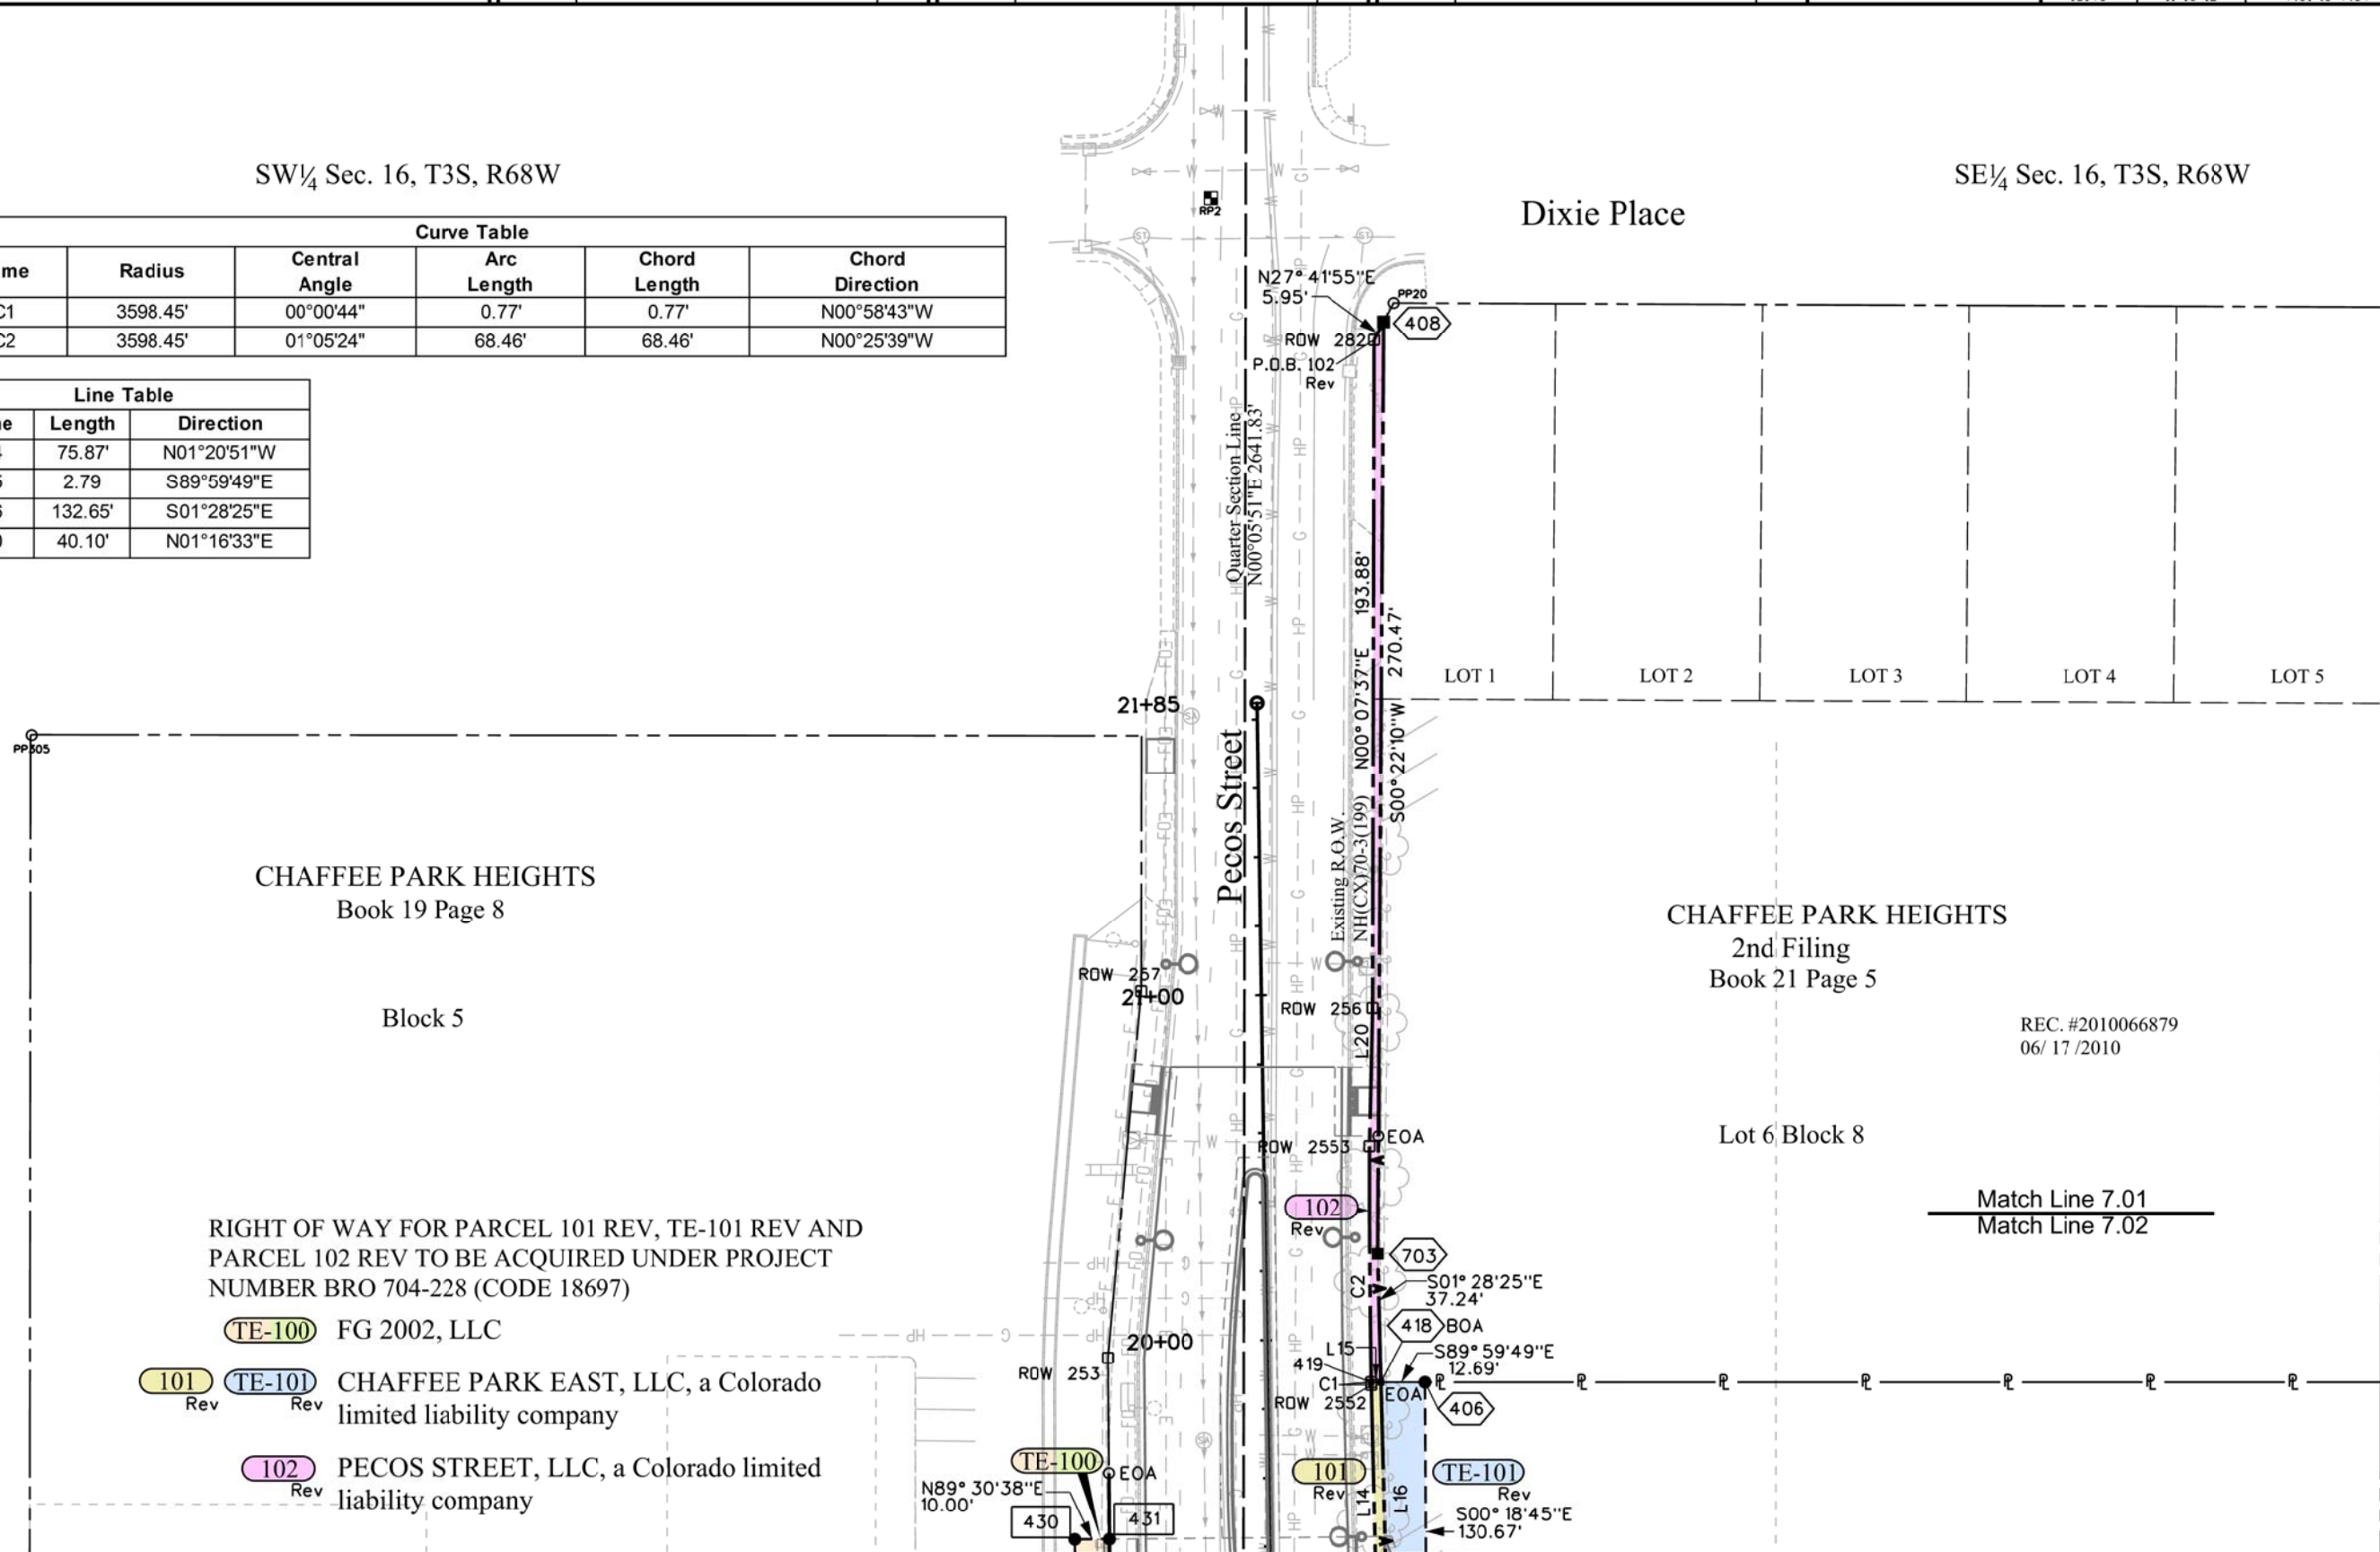 SW¼ Sec. 16, T3S, R68W
SE¼ Sec. 16, T3S, R68W
Dixie Place
Curve Table
me Radius Central Angle Arc Length Chord Length Chord Direction
C1 3598.45' 00°00'44" 0.77' 0.77' N00°58'43"W
C2 3598.45' 01°05'24" 68.46' 68.46' N00°25'39"W
Line Table
e Length Direction
75.87' N01°20'51"W
2.79 S89°59'49"E
132.65' S01°28'25"E
40.10' N01°16'33"E
RP2
ST
ST
N27°41'55"E
5.95'
PP20
408
ROW 282
P.O.B. 102
Rev
Quarter Section Line
N00°05'51"E 2641.83'
N00°07'37"E 193.88'
270.47'
S00°22'10"W
LOT 1
LOT 2
LOT 3
LOT 4
LOT 5
21+85
SA
PP305
Pecos Street
Existing R.O.W.
NH(CX)70-3(199)
CHAFFEE PARK HEIGHTS
Book 19 Page 8
Block 5
CHAFFEE PARK HEIGHTS
2nd Filing
Book 21 Page 5
REC. #2010066879
06/ 17 /2010
Lot 6 Block 8
ROW 257
21+00
ROW 256
L20
EOA
ROW 2553
Match Line 7.01
Match Line 7.02
102
Rev
703
C2
S01°28'25"E
37.24'
418
BOA
L15
419
C1
S89°59'49"E
12.69'
EOA
ROW 2552
406
RIGHT OF WAY FOR PARCEL 101 REV, TE-101 REV AND
PARCEL 102 REV TO BE ACQUIRED UNDER PROJECT
NUMBER BRO 704-228 (CODE 18697)
TE-100 FG 2002, LLC
101 TE-101 CHAFFEE PARK EAST, LLC, a Colorado
Rev Rev limited liability company
102 PECOS STREET, LLC, a Colorado limited
Rev liability company
20+00
ROW 253
SA
TE-100
EOA
N89°30'38"E
10.00'
430
431
101
Rev
L14
L16
TE-101
Rev
S00°18'45"E
130.67'